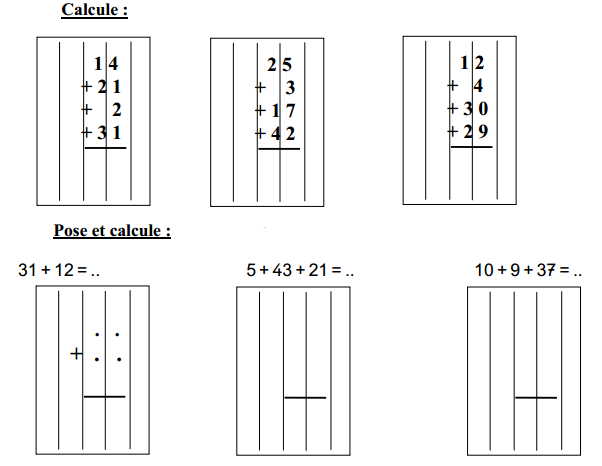 Calcule :
14
+ 21
+ 2
+ 31
25
+ 3
+ 17
+ 42
12
+ 4
+ 30
+ 29
Pose et calcule :
31 + 12 = ..
5 + 43 + 21 = ..
10 + 9 + 37 = ..
. .
+ . .